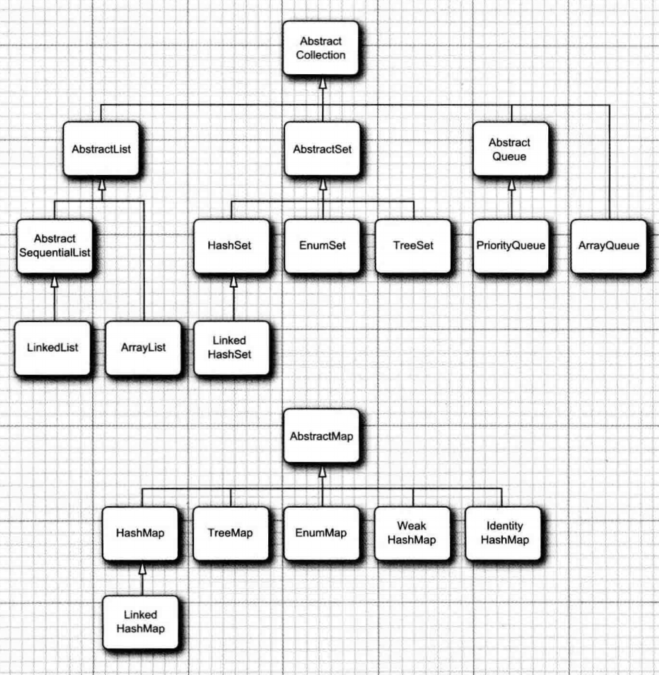 Abstract
Collection
AbstractList
AbstractSet
Abstract
Queue
Abstract
SequentialList
HashSet
EnumSet
TreeSet
PriorityQueue
ArrayQueue
LinkedList
ArrayList
Linked
HashSet
AbstractMap
HashMap
TreeMap
EnumMap
Weak
HashMap
Identity
HashMap
Linked
HashMap